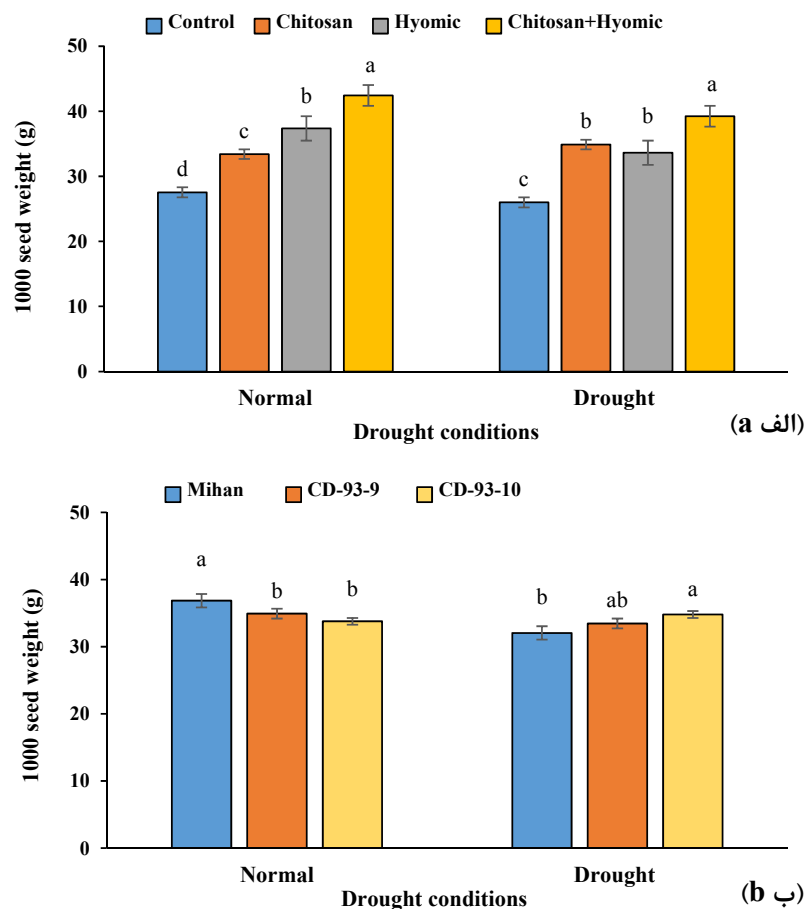 Control Chitosan Hyomic Chitosan+Hyomic
50
40
30
20
10
0
1000 seed weight (g)
d c b a
c b b a
Normal Drought
Drought conditions
(الف a)
Mihan CD-93-9 CD-93-10
50
40
30
20
10
0
1000 seed weight (g)
a b b
b ab a
Normal Drought
Drought conditions
(ب b)